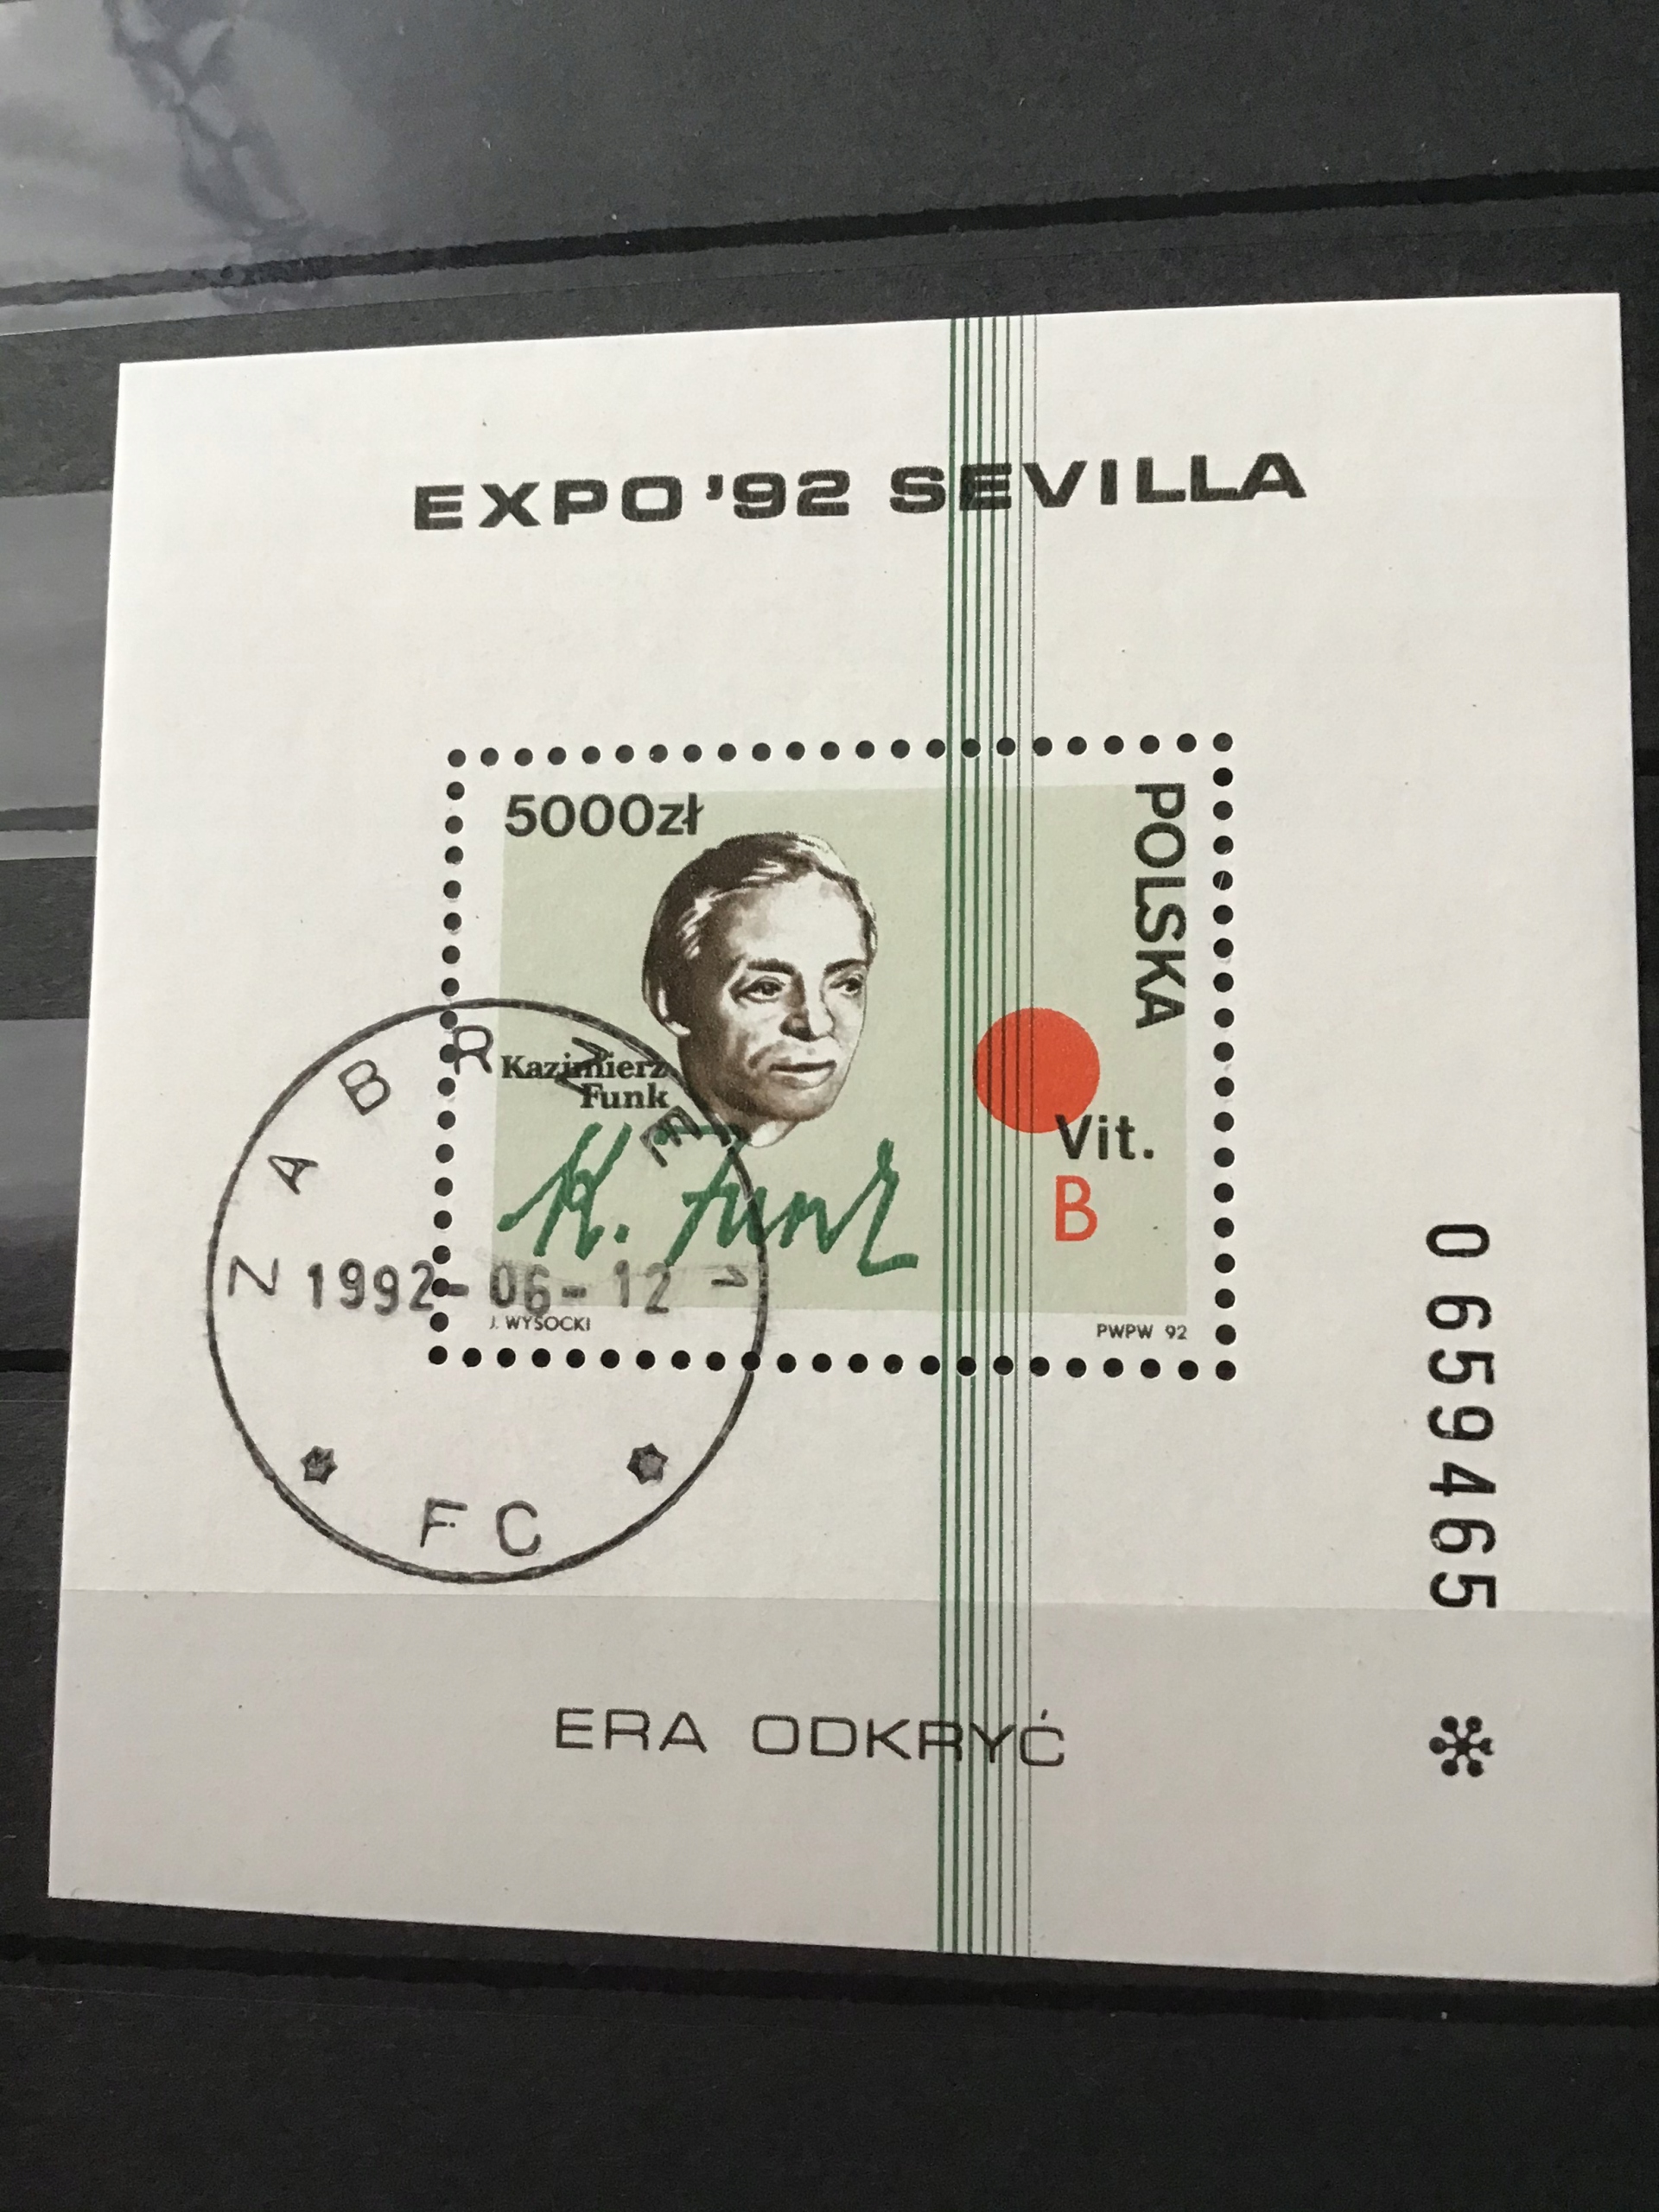 EXPO '92 SEVILLA
5000zł
POLSKA
Kazimierz
Funk
K. Funk
Vit.
B
ZABRZE 1
1992-06-12
FC
J. WYSOCKI
PWPW 92
0659465
ERA ODKRYĆ